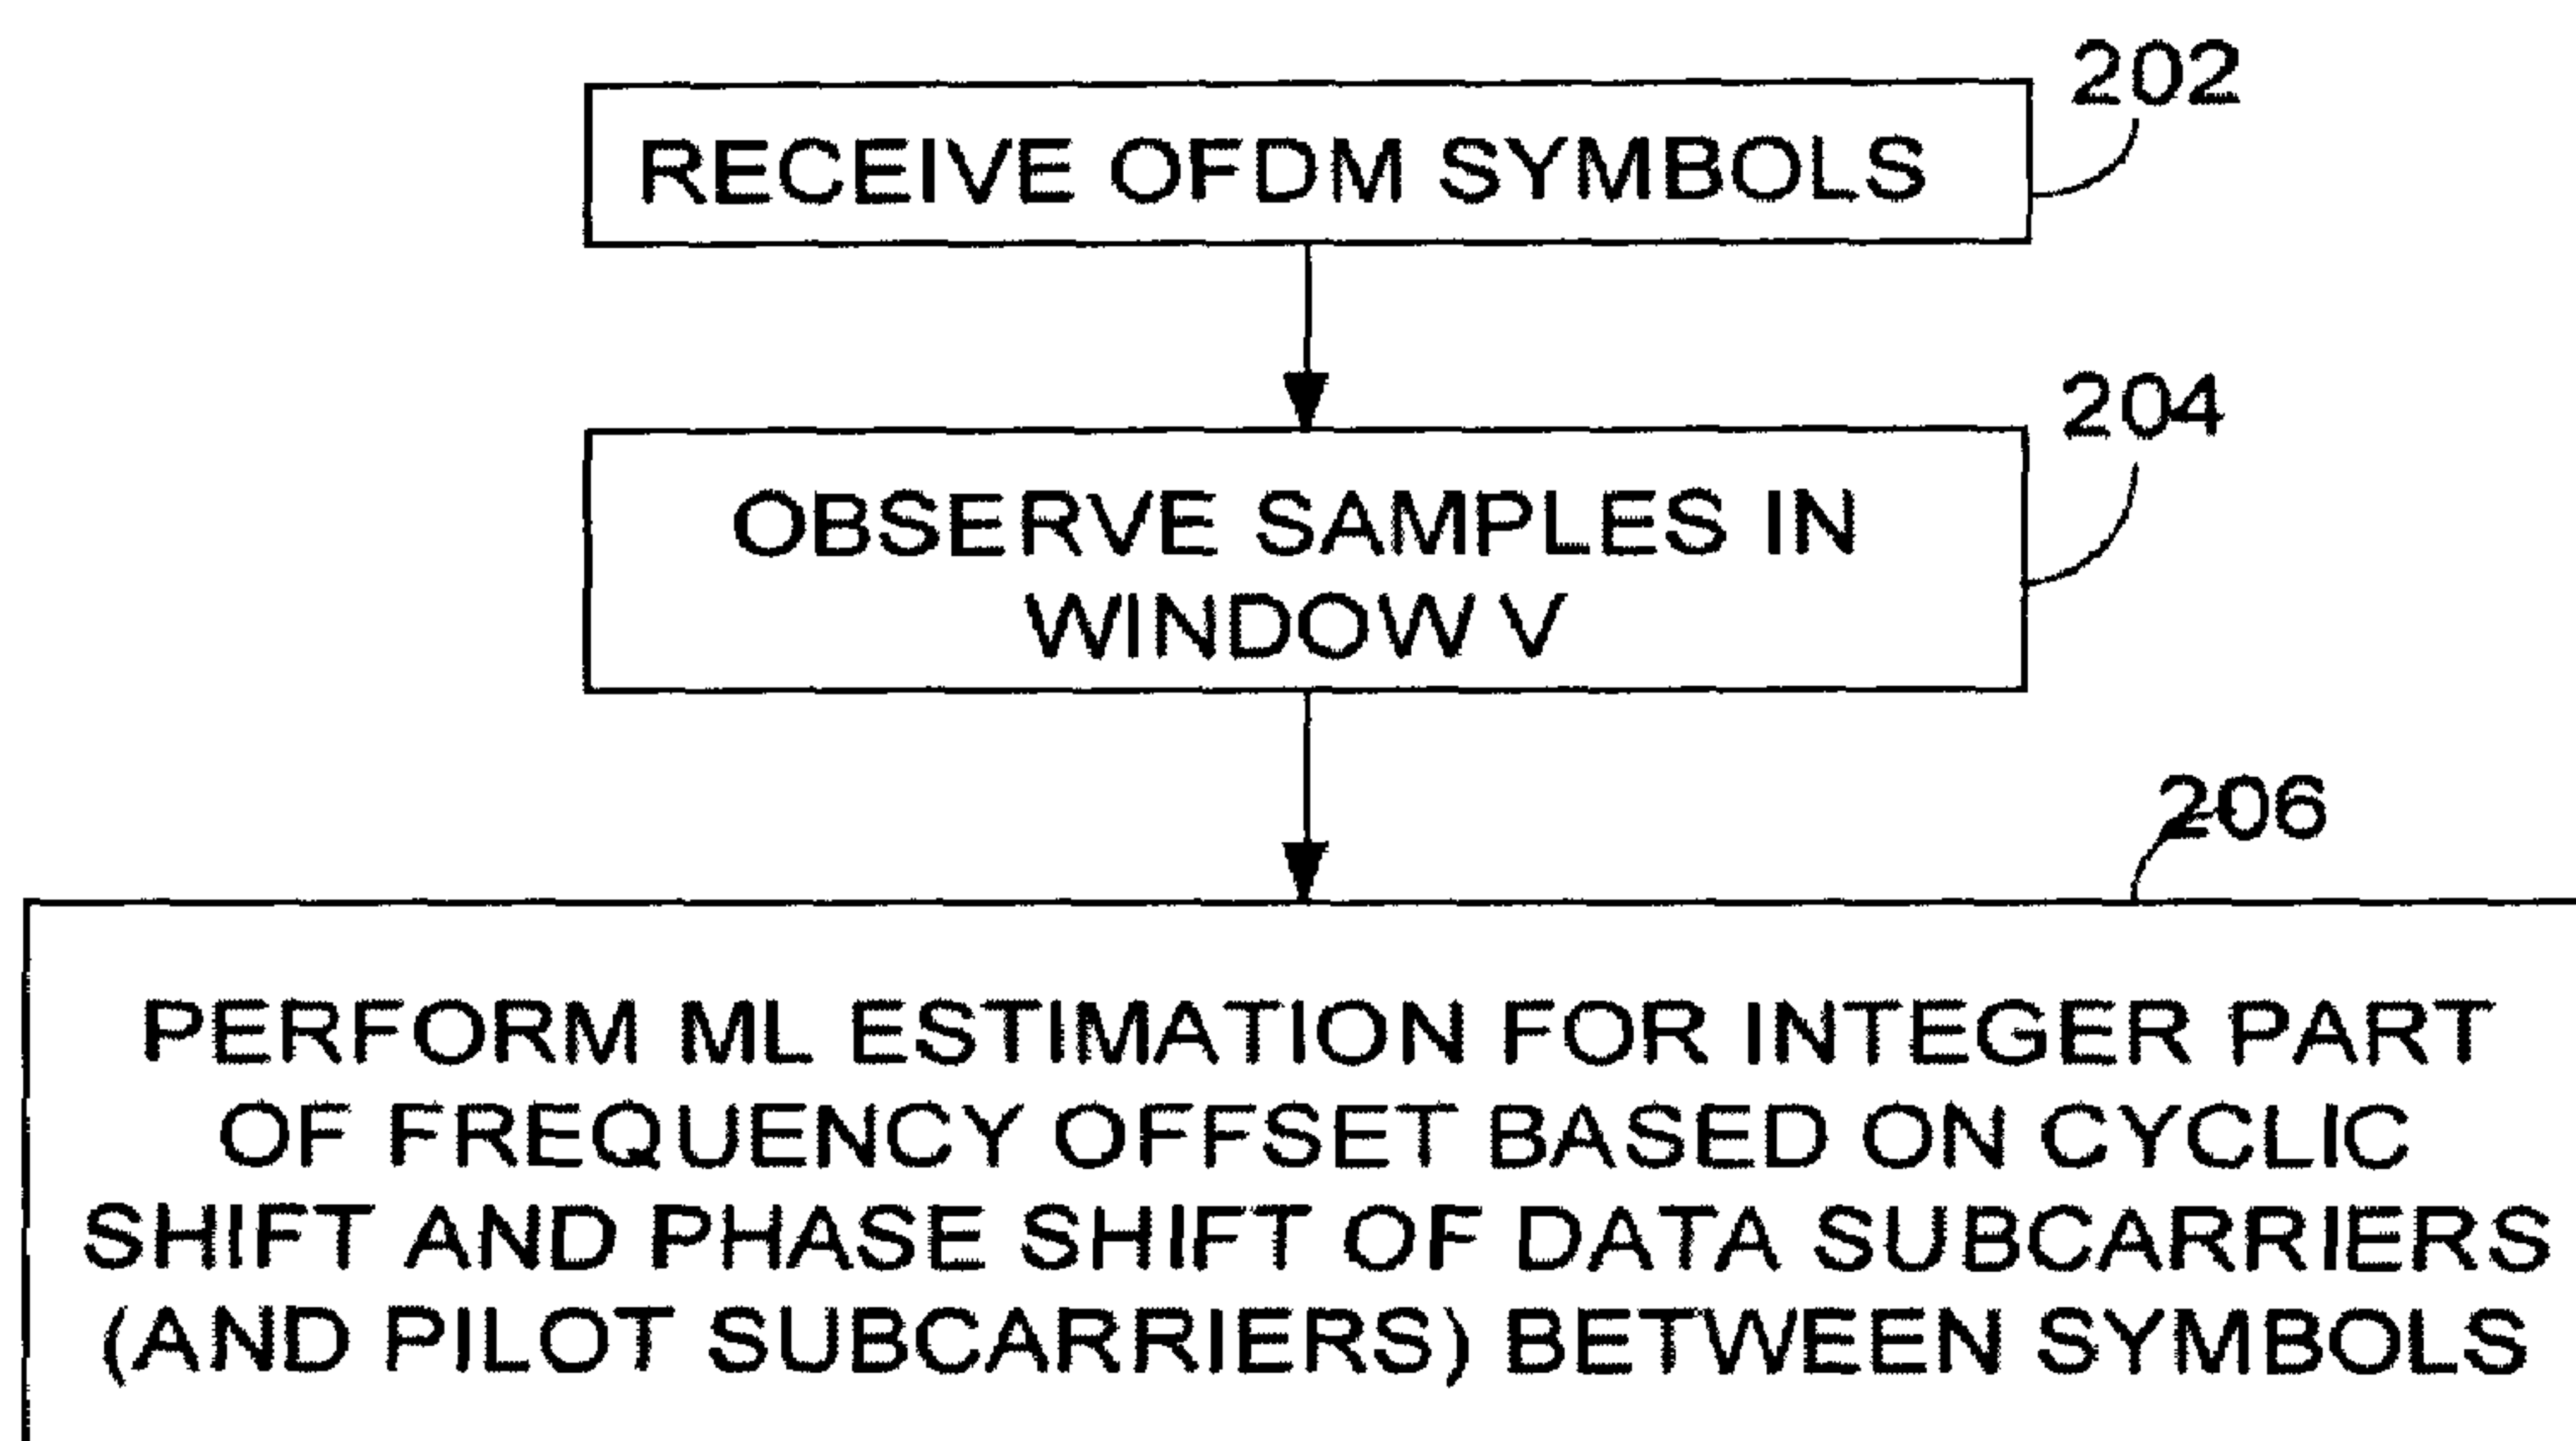 202
RECEIVE OFDM SYMBOLS
204
OBSERVE SAMPLES IN
WINDOW V
206
PERFORM ML ESTIMATION FOR INTEGER PART
OF FREQUENCY OFFSET BASED ON CYCLIC
SHIFT AND PHASE SHIFT OF DATA SUBCARRIERS
(AND PILOT SUBCARRIERS) BETWEEN SYMBOLS